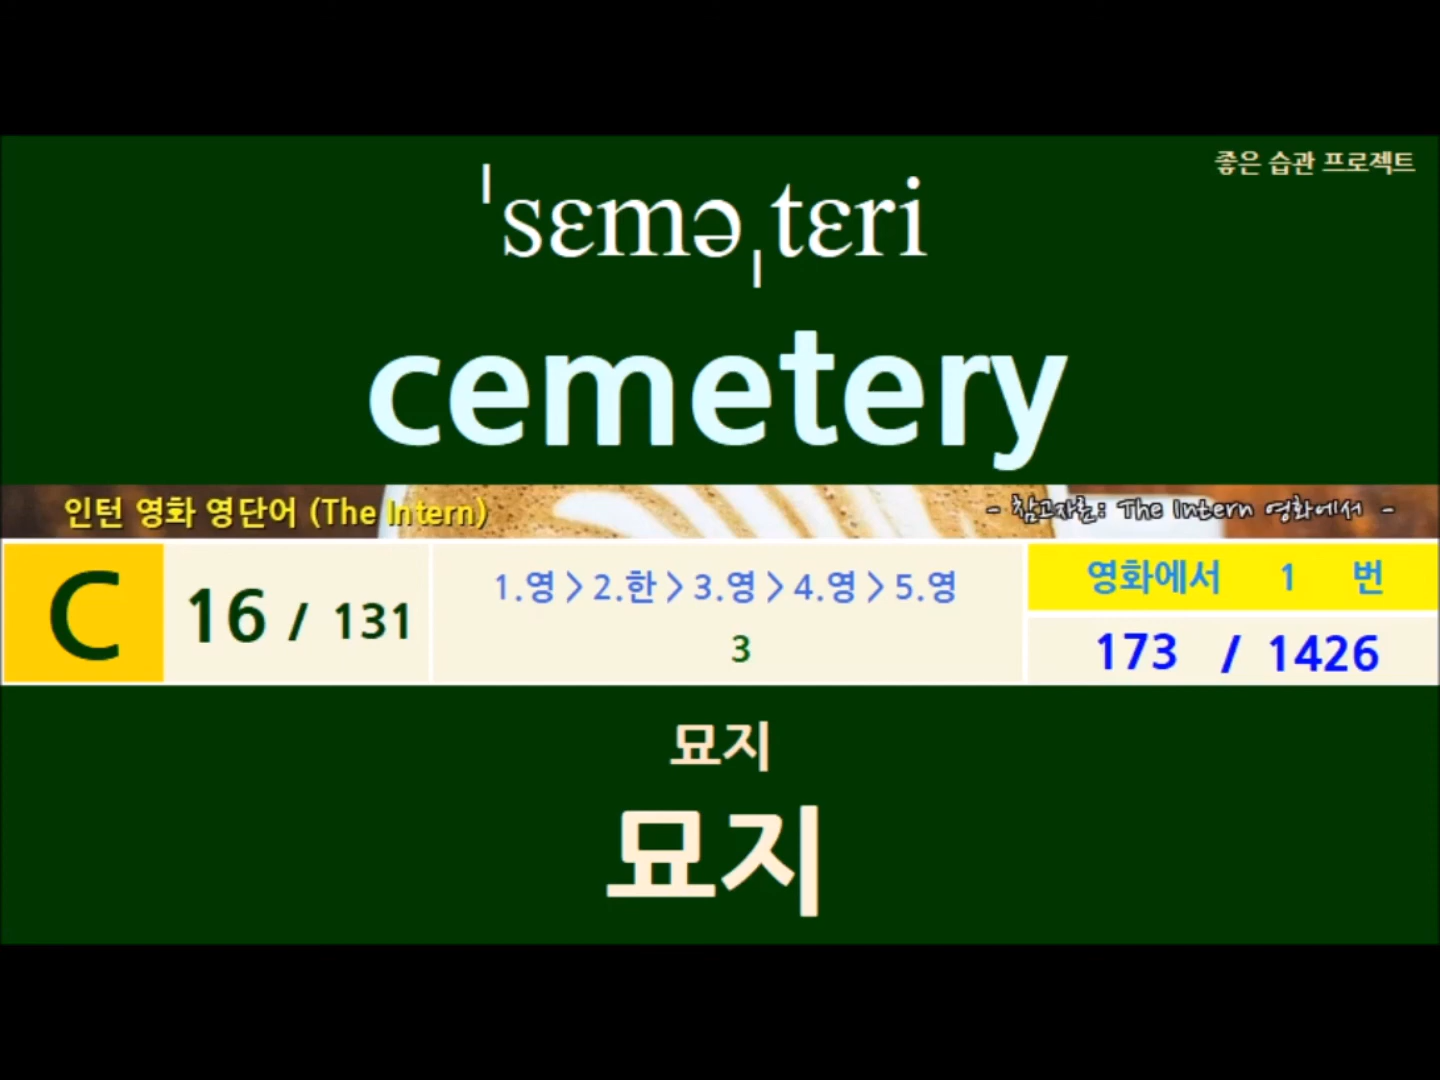 좋은 습관 프로젝트
ˈsɛməˌtɛri
cemetery
인턴 영화 영단어 (The Intern)
- 참고자료: The Intern 영화에서 -
C
16 / 131
1.영 > 2.한 > 3.영 > 4.영 > 5.영
3
영화에서 1 번
173 / 1426
묘지
묘지